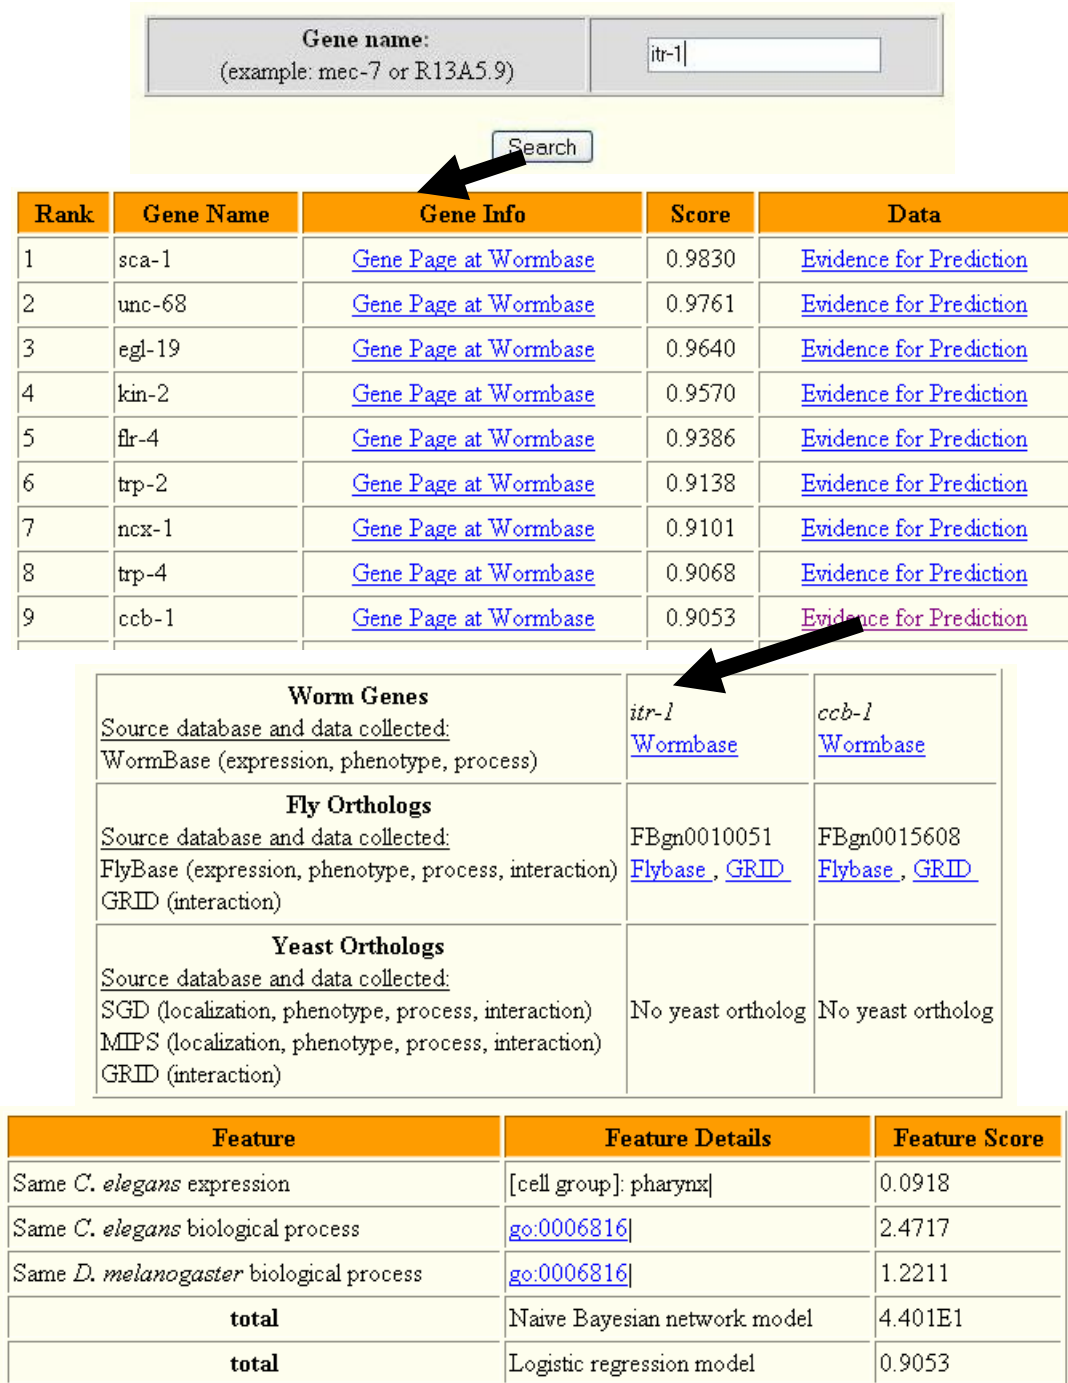 Gene name:
(example: mec-7 or R13A5.9)
itr-1
Search
Rank Gene Name Gene Info Score Data
1 sca-1 Gene Page at Wormbase 0.9830 Evidence for Prediction
2 unc-68 Gene Page at Wormbase 0.9761 Evidence for Prediction
3 egl-19 Gene Page at Wormbase 0.9640 Evidence for Prediction
4 kin-2 Gene Page at Wormbase 0.9570 Evidence for Prediction
5 flr-4 Gene Page at Wormbase 0.9386 Evidence for Prediction
6 trp-2 Gene Page at Wormbase 0.9138 Evidence for Prediction
7 ncx-1 Gene Page at Wormbase 0.9101 Evidence for Prediction
8 trp-4 Gene Page at Wormbase 0.9068 Evidence for Prediction
9 ccb-1 Gene Page at Wormbase 0.9053 Evidence for Prediction
Worm Genes
Source database and data collected:
WormBase (expression, phenotype, process)
itr-1
Wormbase
ccb-1
Wormbase
Fly Orthologs
Source database and data collected:
FlyBase (expression, phenotype, process, interaction)
GRID (interaction)
FBgn0010051
Flybase , GRID
FBgn0015608
Flybase , GRID
Yeast Orthologs
Source database and data collected:
SGD (localization, phenotype, process, interaction)
MIPS (localization, phenotype, process, interaction)
GRID (interaction)
No yeast ortholog
No yeast ortholog
Feature Feature Details Feature Score
Same C. elegans expression [cell group]: pharynx| 0.0918
Same C. elegans biological process go:0006816| 2.4717
Same D. melanogaster biological process go:0006816| 1.2211
total Naive Bayesian network model 4.401E1
total Logistic regression model 0.9053